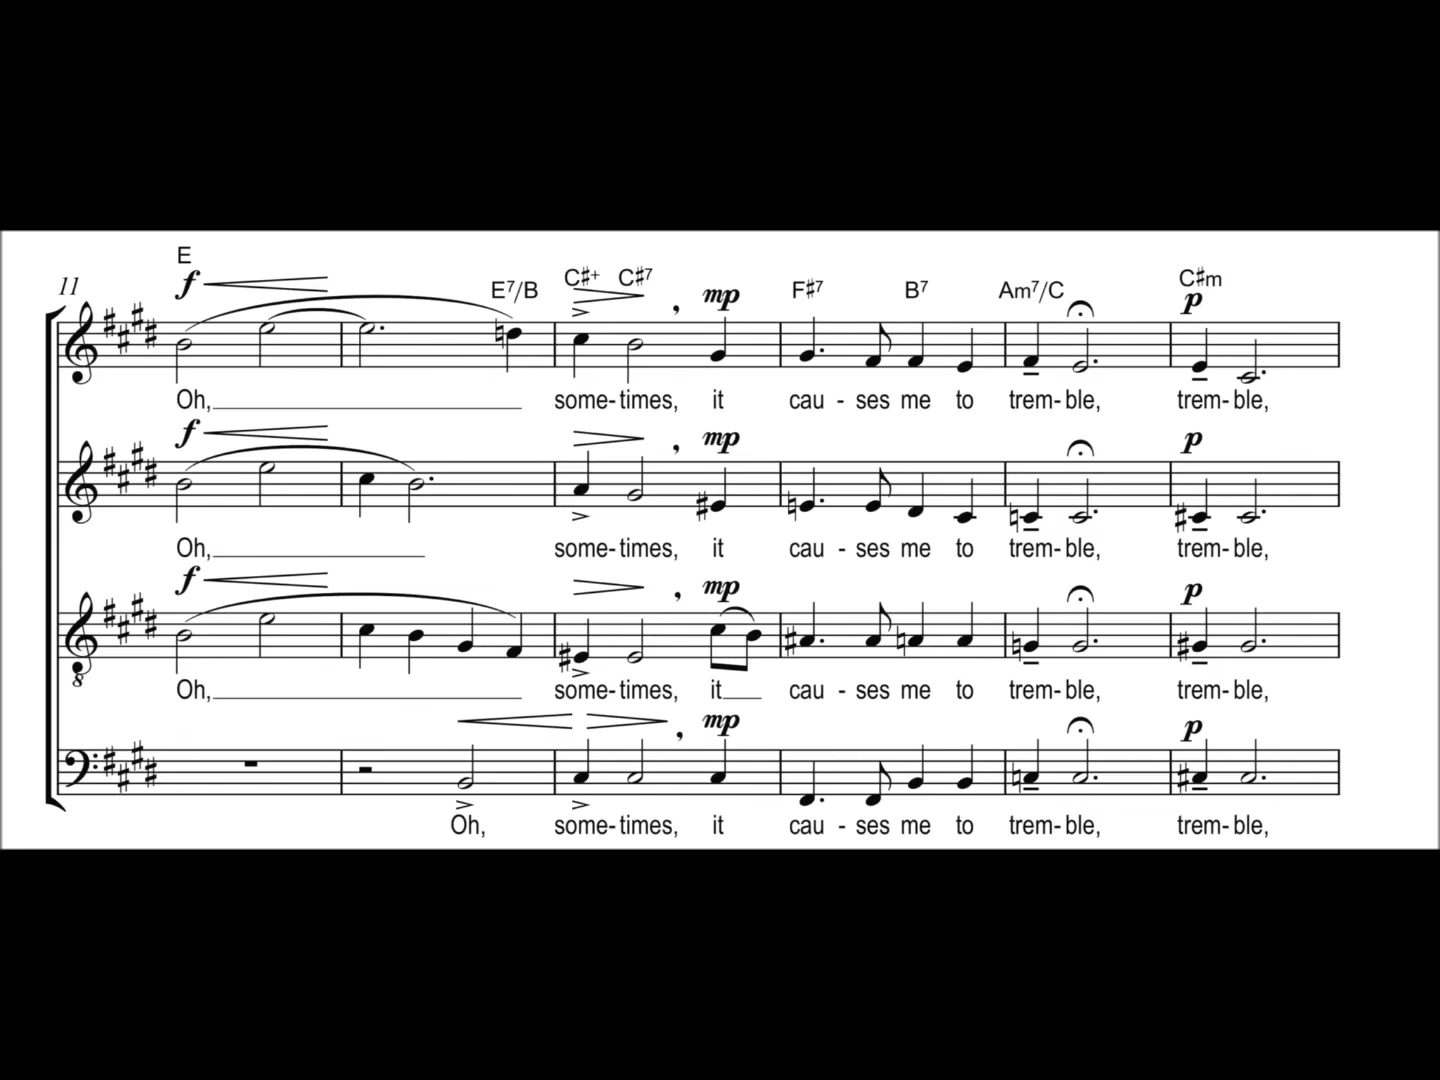 E
11 f E⁷/B C♯⁺ C♯⁷ , mp F♯⁷ B⁷ Am⁷/C C♯m p
Oh, some- times, it cau - ses me to trem- ble, trem- ble,
f , mp p
Oh, some- times, it cau - ses me to trem- ble, trem- ble,
f , mp p
8
Oh, some- times, it cau - ses me to trem- ble, trem- ble,
, mp p
Oh, some- times, it cau - ses me to trem- ble, trem- ble,